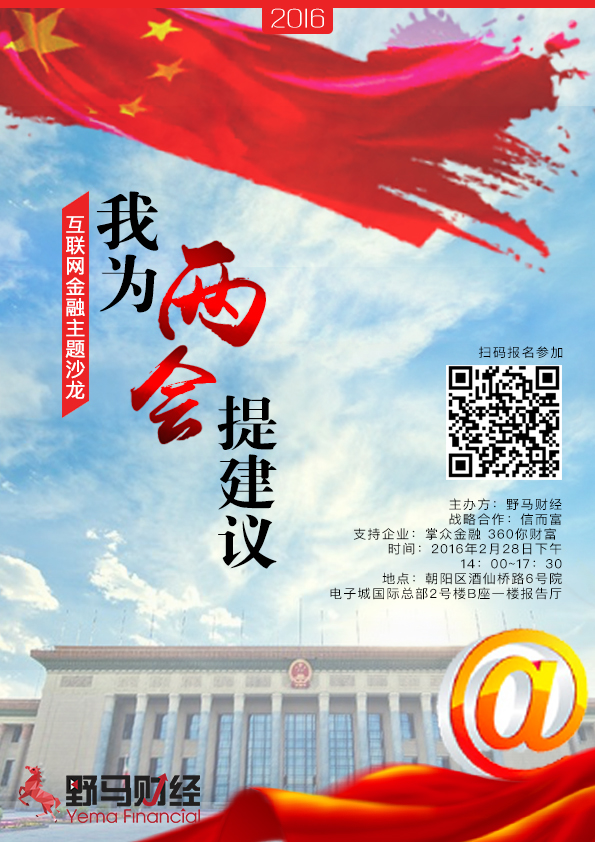 2016
互联网金融主题沙龙
我为
两会
提建议
扫码报名参加
主办方：野马财经
战略合作：信而富
支持企业：掌众金融 360你财富
时间：2016年2月28日下午
14：00~17：30
地点：朝阳区酒仙桥路6号院
电子城国际总部2号楼B座一楼报告厅
@
野马财经
Yema Financial